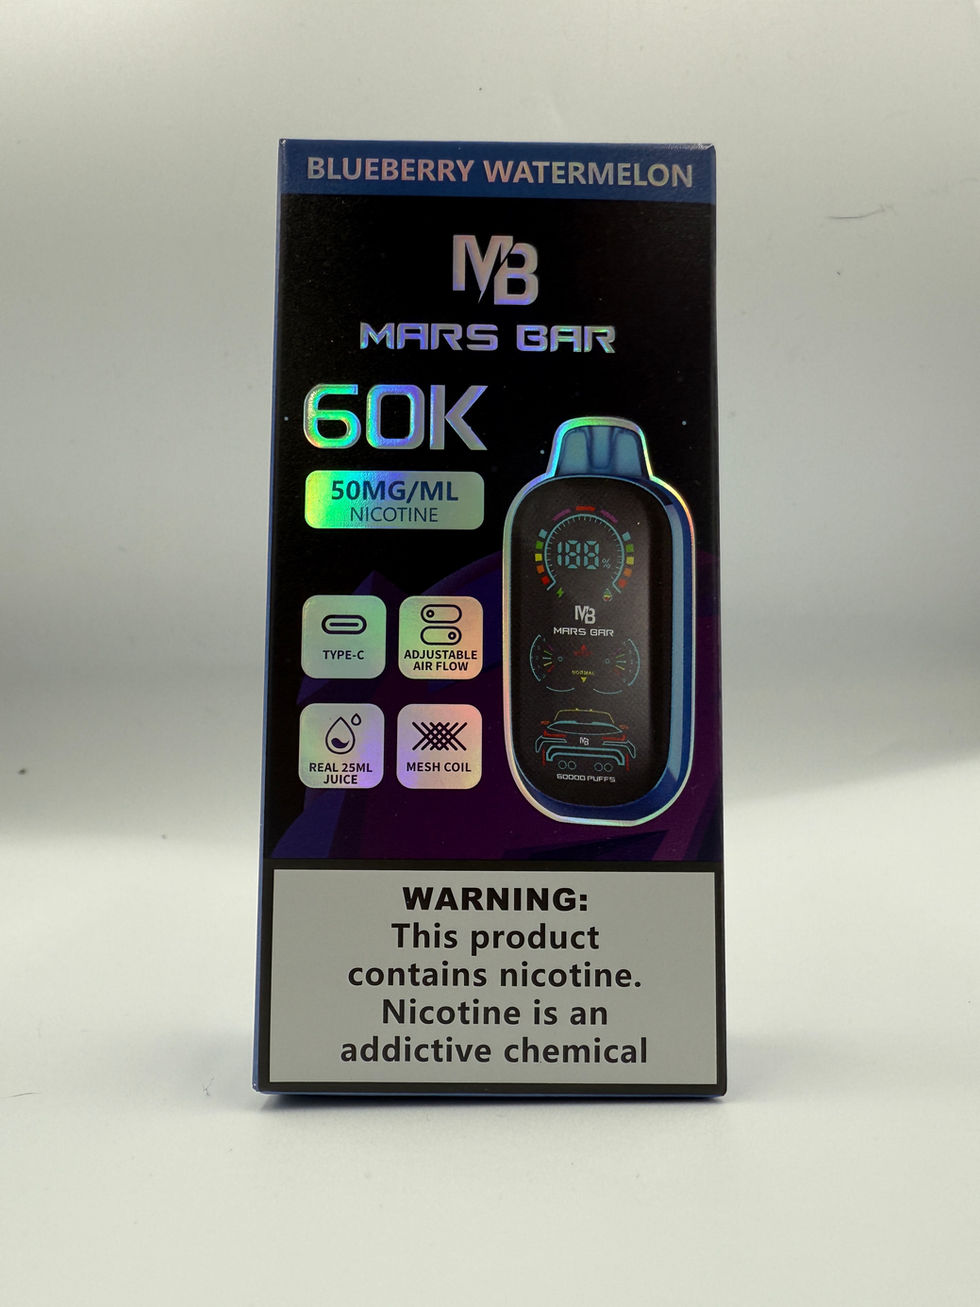 BLUEBERRY WATERMELON
MB
MARS BAR
60K
50MG/ML
NICOTINE
TYPE-C
ADJUSTABLE
AIR FLOW
REAL 25ML
JUICE
MESH COIL
188%
MB
MARS BAR
NORMAL
MB
60000 PUFFS
WARNING:
This product
contains nicotine.
Nicotine is an
addictive chemical